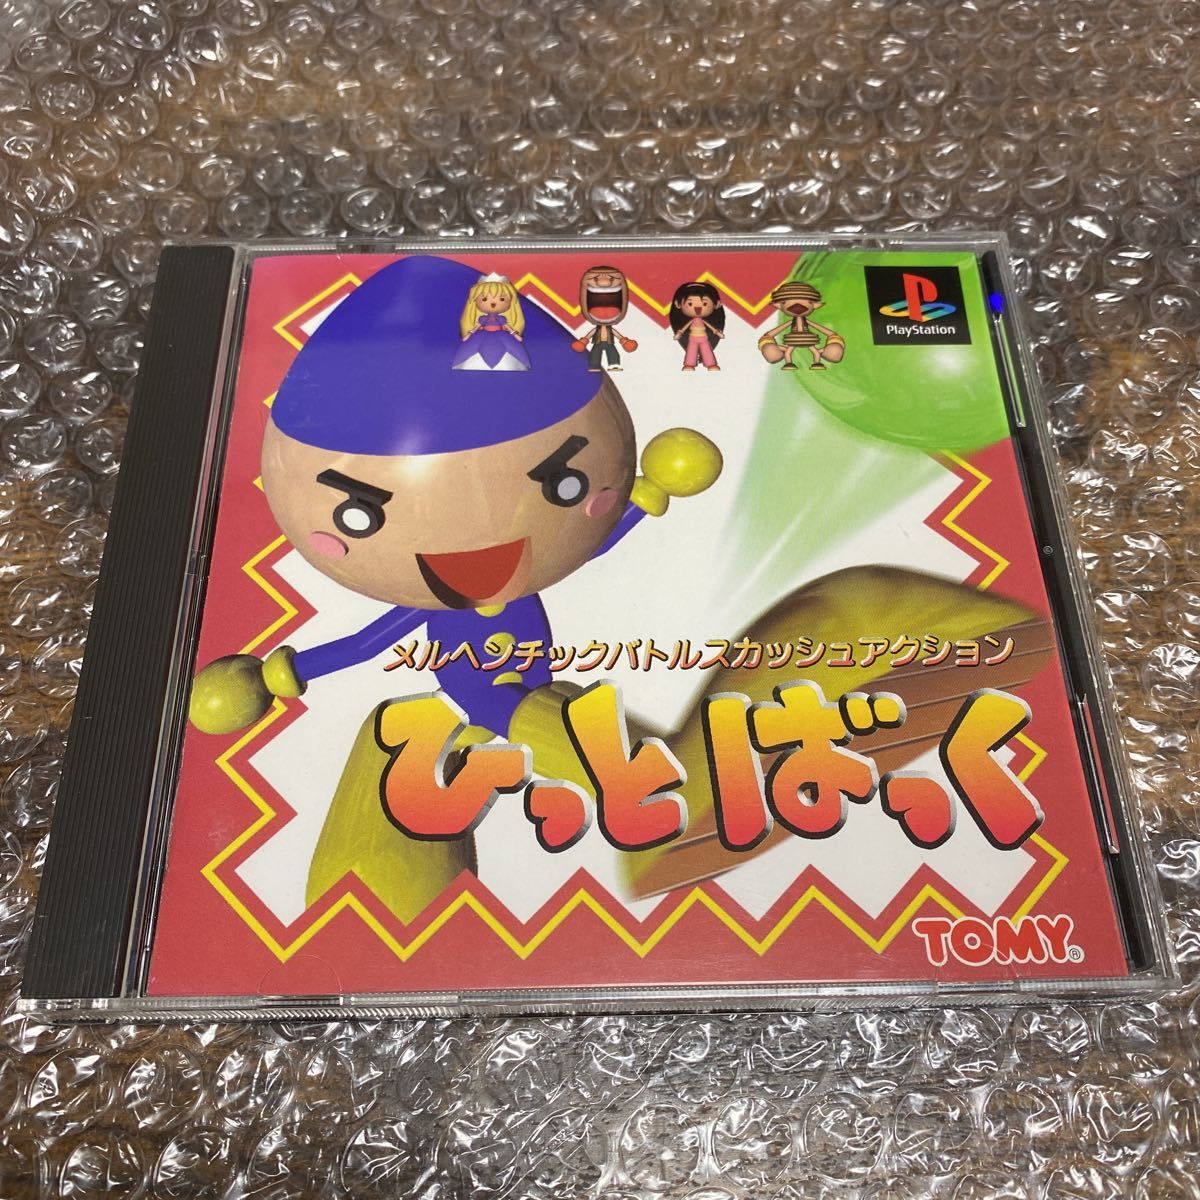 PlayStation
メルヘンチックバトルスカッシュアクション
ひっとばっく
TOMY®